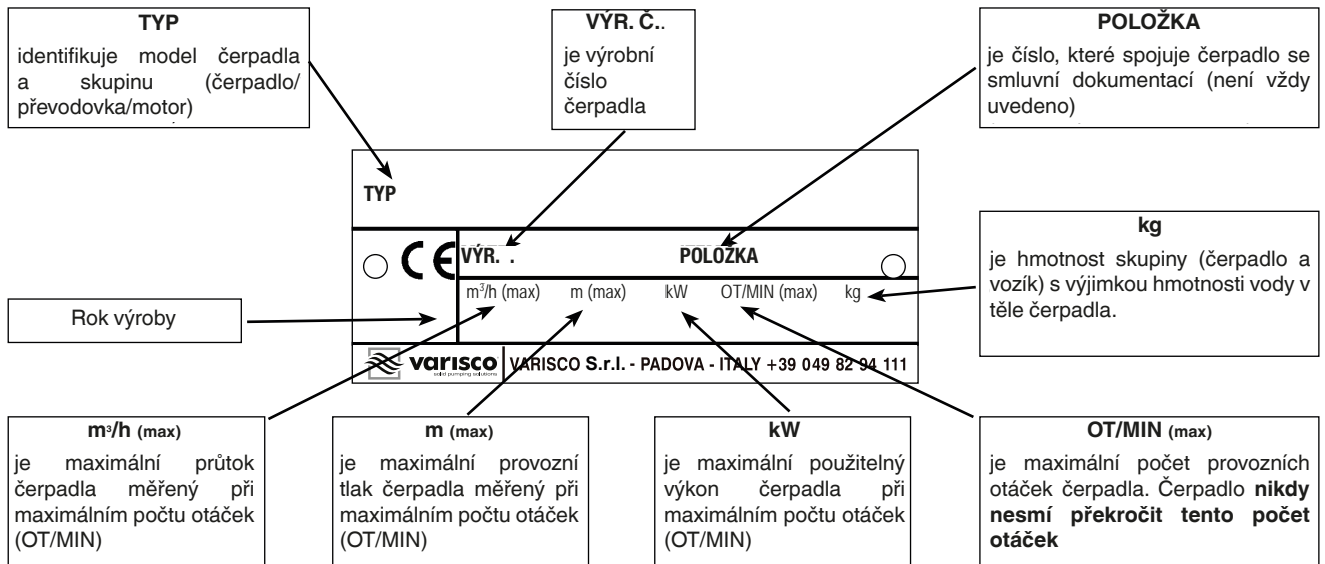 TYP
identifikuje model čerpadla
a skupinu (čerpadlo/
převodovka/motor)
VÝR. Č..
je výrobní
číslo
čerpadla
POLOŽKA
je číslo, které spojuje čerpadlo se
smluvní dokumentací (není vždy
uvedeno)
TYP
CE
VÝR. .
POLOŽKA
m³/h (max) m (max) kW OT/MIN (max) kg
varisco
solid pumping solutions
VARISCO S.r.l. - PADOVA - ITALY +39 049 82 94 111
kg
je hmotnost skupiny (čerpadlo a
vozík) s výjimkou hmotnosti vody v
těle čerpadla.
Rok výroby
m³/h (max)
je maximální průtok
čerpadla měřený při
maximálním počtu otáček
(OT/MIN)
m (max)
je maximální provozní
tlak čerpadla měřený při
maximálním počtu otáček
(OT/MIN)
kW
je maximální použitelný
výkon čerpadla při
maximálním počtu otáček
(OT/MIN)
OT/MIN (max)
je maximální počet provozních
otáček čerpadla. Čerpadlo nikdy
nesmí překročit tento počet
otáček